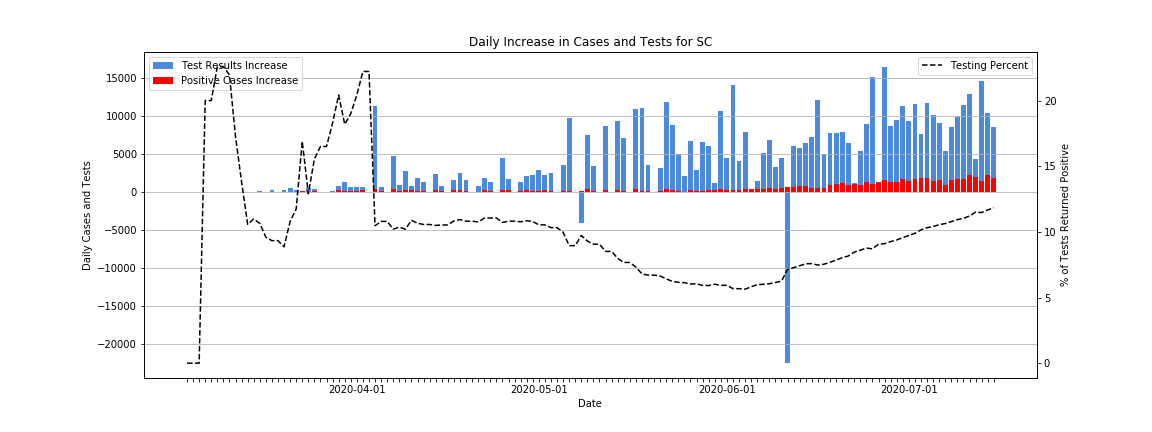 Daily Increase in Cases and Tests for SC
Test Results Increase
Positive Cases Increase
Testing Percent
15000
10000
5000
0
−5000
−10000
−15000
−20000
Daily Cases and Tests
20
15
10
5
0
% of Tests Returned Positive
2020-04-01
2020-05-01
2020-06-01
2020-07-01
Date